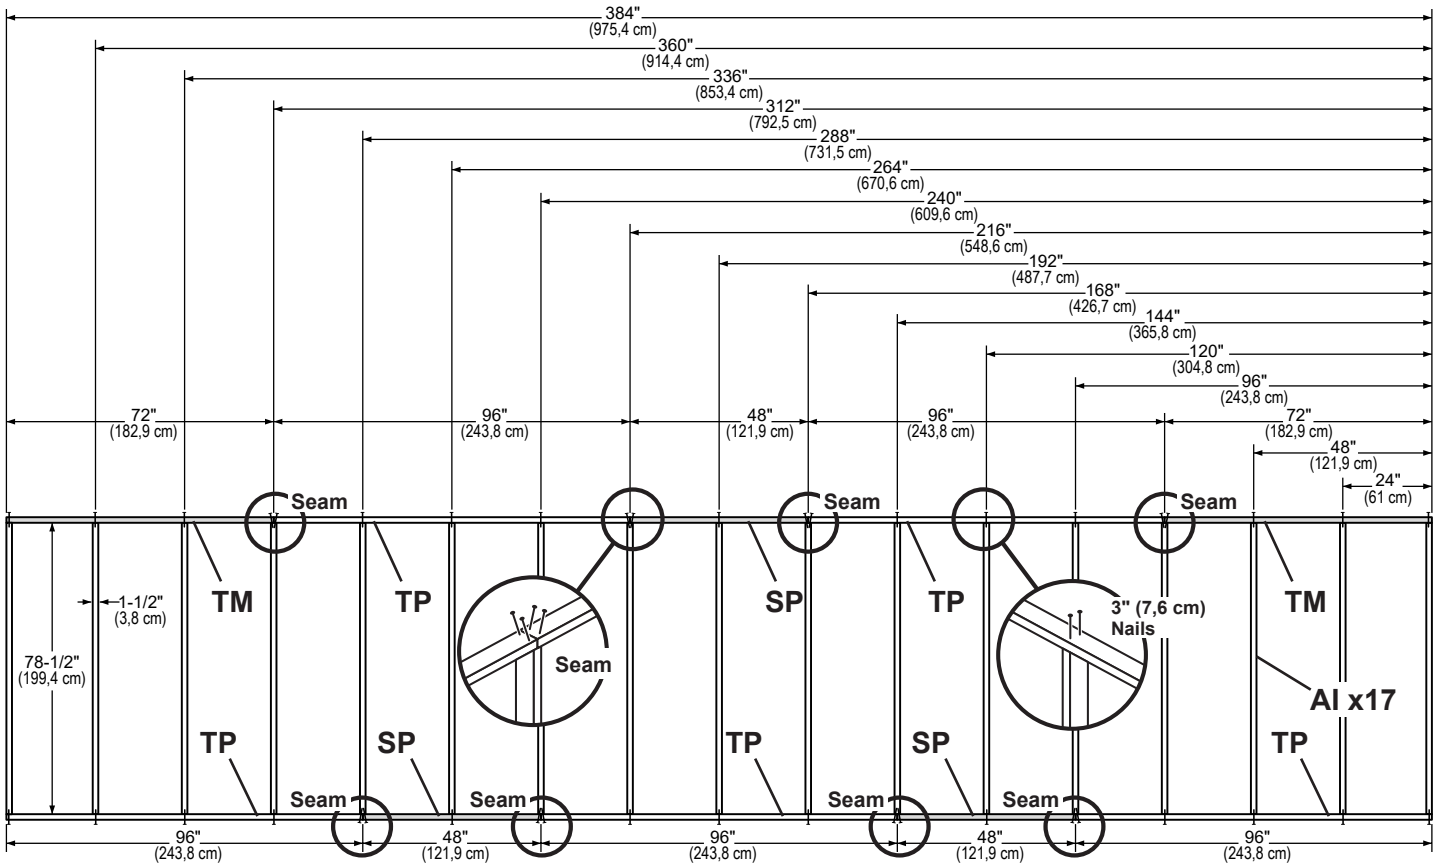 384"
(975,4 cm)
360"
(914,4 cm)
336"
(853,4 cm)
312"
(792,5 cm)
288"
(731,5 cm)
264"
(670,6 cm)
240"
(609,6 cm)
216"
(548,6 cm)
192"
(487,7 cm)
168"
(426,7 cm)
144"
(365,8 cm)
120"
(304,8 cm)
96"
(243,8 cm)
72" 96" 48" 96" 72"
(182,9 cm) (243,8 cm) (121,9 cm) (243,8 cm) (182,9 cm)
48"
(121,9 cm)
24"
(61 cm)
Seam Seam Seam
TM TP SP TP TM
1-1/2"
(3,8 cm)
3" (7,6 cm)
Nails
78-1/2"
(199,4 cm)
Seam
AI x17
TP SP TP SP TP
Seam Seam Seam Seam
96" 48" 96" 48" 96"
(243,8 cm) (121,9 cm) (243,8 cm) (121,9 cm) (243,8 cm)